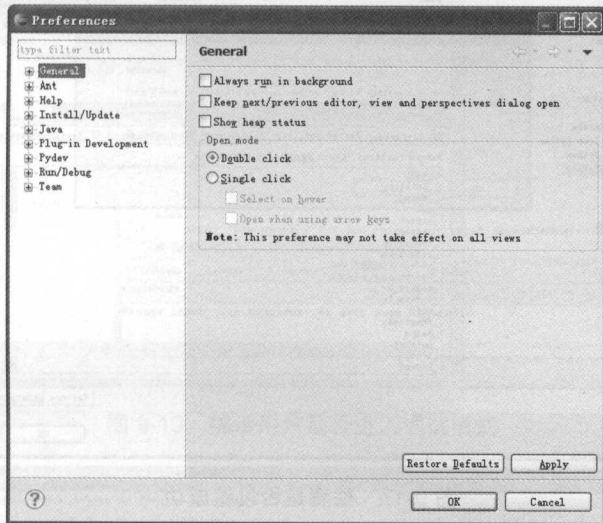 Preferences
type filter text
General
Ant
Help
Install/Update
Java
Plug-in Development
Pydev
Run/Debug
Team
General
Always run in background
Keep next/previous editor, view and perspectives dialog open
Show heap status
Open mode
Double click
Single click
Select on hover
Open when using arrow keys
Note: This preference may not take effect on all views
Restore Defaults
Apply
OK
Cancel